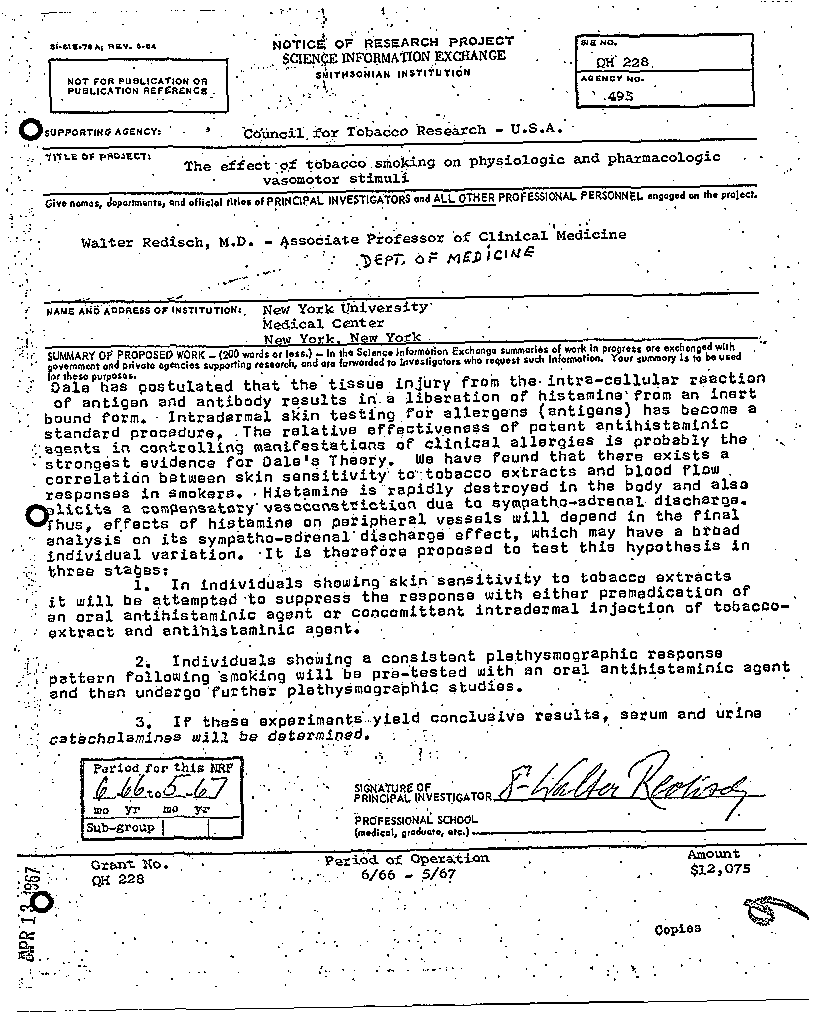 SI-618-78A; REV. 8-64
NOTICE OF RESEARCH PROJECT
SCIENCE INFORMATION EXCHANGE
SMITHSONIAN INSTITUTION
NOT FOR PUBLICATION OR
PUBLICATION REFERENCE
SIE NO.
QH 228
AGENCY NO.
495
SUPPORTING AGENCY:
Council for Tobacco Research - U.S.A.
TITLE OF PROJECT:
The effect of tobacco smoking on physiologic and pharmacologic
vasomotor stimuli
Give names, departments, and official titles of PRINCIPAL INVESTIGATORS and ALL OTHER PROFESSIONAL PERSONNEL engaged on the project.
Walter Redisch, M.D. - Associate Professor of Clinical Medicine
DEPT. OF MEDICINE
NAME AND ADDRESS OF INSTITUTION: New York University
Medical Center
New York, New York
SUMMARY OF PROPOSED WORK - (200 words or less.) - In the Science Information Exchange summaries of work in progress are exchanged with
government and private agencies supporting research, and are forwarded to investigators who request such information. Your summary is to be used
for these purposes.
Dale has postulated that the tissue injury from the intra-cellular reaction
of antigen and antibody results in a liberation of histamine from an inert
bound form. Intradermal skin testing for allergens (antigens) has become a
standard procedure. The relative effectiveness of potent antihistaminic
agents in controlling manifestations of clinical allergies is probably the
strongest evidence for Dale's Theory. We have found that there exists a
correlation between skin sensitivity to tobacco extracts and blood flow
responses in smokers. Histamine is rapidly destroyed in the body and also
elicits a compensatory vasoconstriction due to sympatho-adrenal discharge.
Thus, effects of histamine on peripheral vessels will depend in the final
analysis on its sympatho-adrenal discharge effect, which may have a broad
individual variation. It is therefore proposed to test this hypothesis in
three stages:
1. In individuals showing skin sensitivity to tobacco extracts
it will be attempted to suppress the response with either premedication of
an oral antihistaminic agent or concomittent intradermal injection of tobacco-
extract and antihistaminic agent.
2. Individuals showing a consistent plethysmographic response
pattern following smoking will be pre-tested with an oral antihistaminic agent
and then undergo further plethysmographic studies.
3. If these experiments yield conclusive results, serum and urine
catecholamines will be determined.
Period for this NRP
6 66 to 5 67
mo yr mo yr
Sub-group
SIGNATURE OF
PRINCIPAL INVESTIGATOR
Walter Redisch
PROFESSIONAL SCHOOL
(medical, graduate, etc.)
Grant No.
QH 228
Period of Operation
6/66 - 5/67
Amount
$12,075
APR 13 1967
Copies